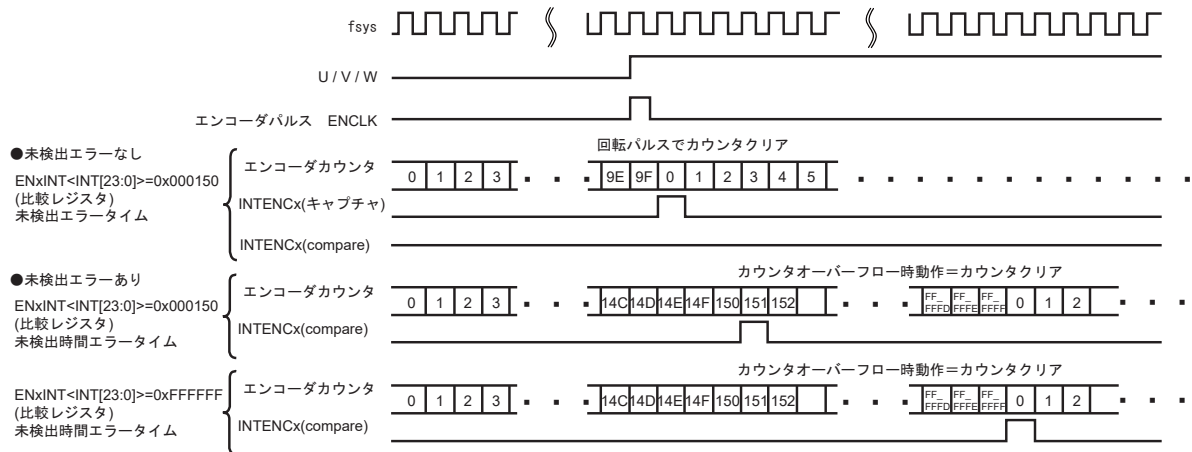 fsys
U / V / W
エンコーダパルス ENCLK
●未検出エラーなし
ENxINT<INT[23:0]>=0x000150
(比較レジスタ)
未検出エラータイム
回転パルスでカウンタクリア
エンコーダカウンタ
0 1 2 3 9E 9F 0 1 2 3 4 5
INTENCx(キャプチャ)
INTENCx(compare)
●未検出エラーあり
ENxINT<INT[23:0]>=0x000150
(比較レジスタ)
未検出時間エラータイム
カウンタオーバーフロー時動作=カウンタクリア
エンコーダカウンタ
0 1 2 3 14C 14D 14E 14F 150 151 152 FF_FFFD FF_FFFE FF_FFFF 0 1 2
INTENCx(compare)
ENxINT<INT[23:0]>=0xFFFFFF
(比較レジスタ)
未検出時間エラータイム
カウンタオーバーフロー時動作=カウンタクリア
エンコーダカウンタ
0 1 2 3 14C 14D 14E 14F 150 151 152 FF_FFFD FF_FFFE FF_FFFF 0 1 2
INTENCx(compare)